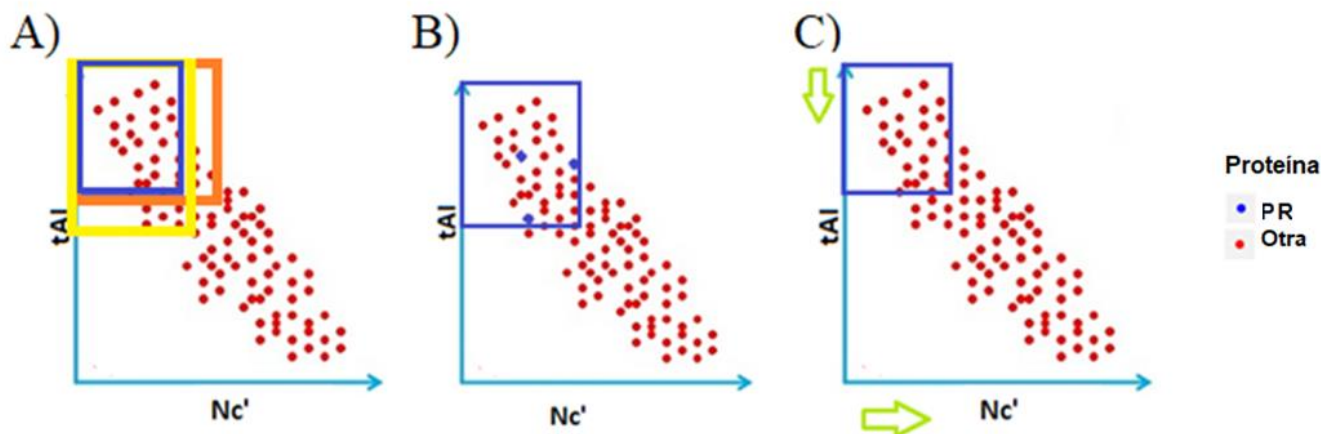 A)
B)
C)
tAI
tAI
tAI
Nc'
Nc'
Nc'
Proteína
PR
Otra